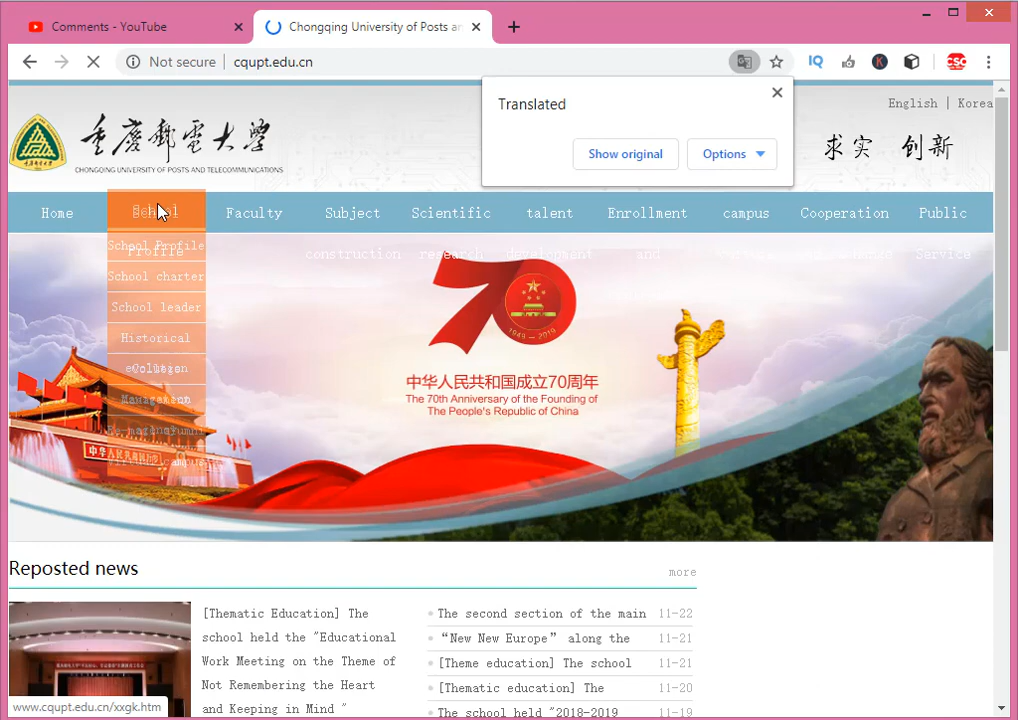 Comments - YouTube
Chongqing University of Posts an
Not secure | cqupt.edu.cn
IQ
K
CSC
Translated
Show original
Options
English | Korea
重慶郵電大學
CHONGQING UNIVERSITY OF POSTS AND TELECOMMUNICATIONS
求实 创新
Home
School
Faculty
Subject
Scientific
talent
Enrollment
campus
Cooperation
Public
Profile
construction
research
development
and
Service
School Profile
School charter
School leader
Historical
Management
70
1949-2019
中华人民共和国成立70周年
The 70th Anniversary of the Founding of
The People's Republic of China
Reposted news
more
[Thematic Education] The
school held the "Educational
Work Meeting on the Theme of
Not Remembering the Heart
and Keeping in Mind "
The second section of the main 11-22
“New New Europe” along the 11-21
[Theme education] The school 11-21
[Thematic education] The 11-20
The school held "2018-2019 11-19
www.cqupt.edu.cn/xxgk.htm